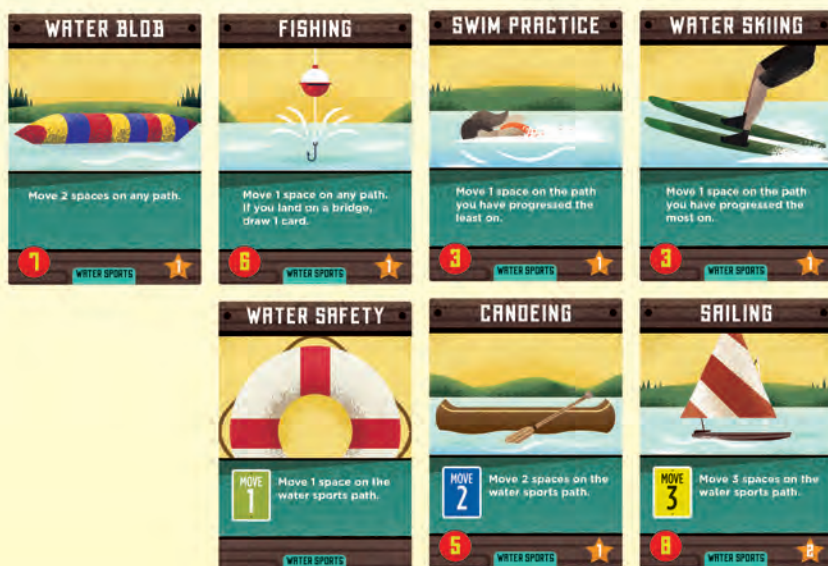 WATER BLOB
Move 2 spaces on any path.
7
WATER SPORTS
1
FISHING
Move 1 space on any path.
If you land on a bridge,
draw 1 card.
6
WATER SPORTS
1
SWIM PRACTICE
Move 1 space on the path
you have progressed the
least on.
3
WATER SPORTS
1
WATER SKIING
Move 1 space on the path
you have progressed the
most on.
3
WATER SPORTS
1
WATER SAFETY
MOVE
1
Move 1 space on the
water sports path.
WATER SPORTS
CANOEING
MOVE
2
Move 2 spaces on the
water sports path.
5
WATER SPORTS
1
SAILING
MOVE
3
Move 3 spaces on the
water sports path.
8
WATER SPORTS
2